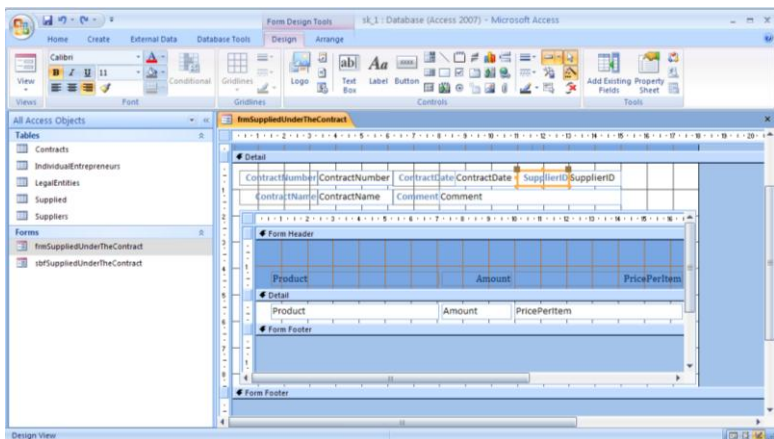 Form Design Tools
sk_1 : Database (Access 2007) - Microsoft Access
Home Create External Data Database Tools Design Arrange
View
Views
Calibri
B I U 11
Conditional
Font
Gridlines
Gridlines
Logo
Text Box
Label
Button
Controls
Add Existing Fields
Property Sheet
Tools
All Access Objects
Tables
Contracts
IndividualEntrepreneurs
LegalEntities
Supplied
Suppliers
Forms
frmSuppliedUnderTheContract
sbfSuppliedUnderTheContract
frmSuppliedUnderTheContract
Detail
ContractNumber ContractNumber ContractDate ContractDate SupplierID SupplierID
ContractName ContractName Comment Comment
Form Header
Product Amount PricePerItem
Detail
Product Amount PricePerItem
Form Footer
Form Footer
Design View